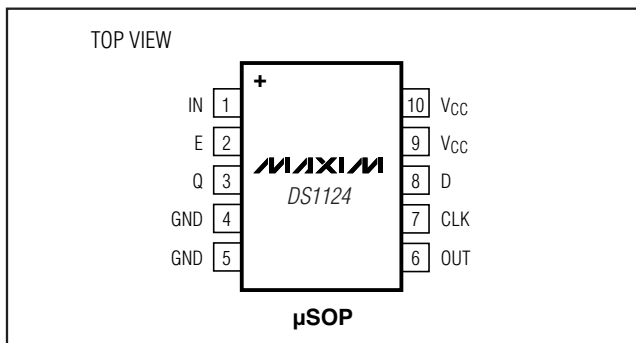 TOP VIEW
+
IN 1 10 VCC
E 2 9 VCC
MAXIM
Q 3 8 D
DS1124
GND 4 7 CLK
GND 5 6 OUT
µSOP